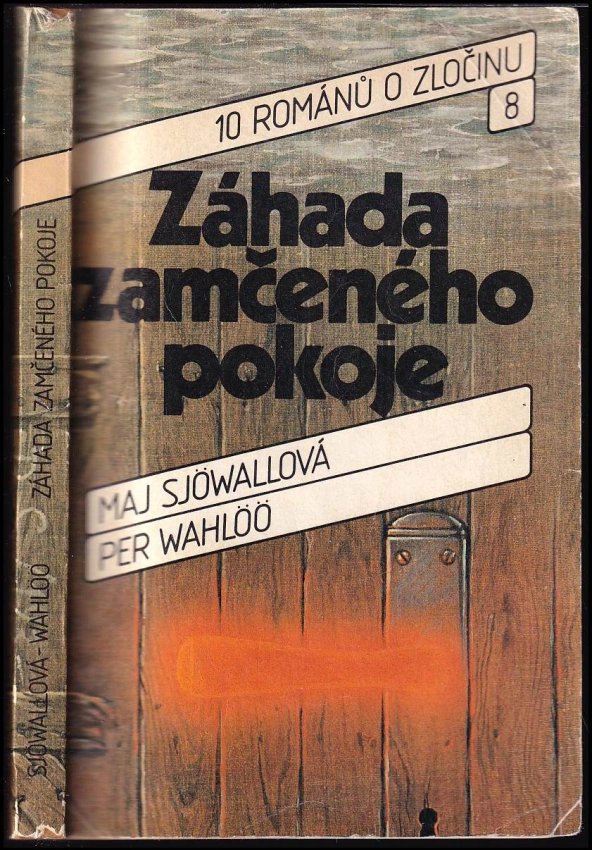 10 ROMÁNŮ O ZLOČINU
8
Záhada
zamčeného
pokoje
MAJ SJÖWALLOVÁ
PER WAHLÖÖ
SJÖWALLOVÁ-WAHLÖÖ ZÁHADA ZAMČENÉHO POKOJE